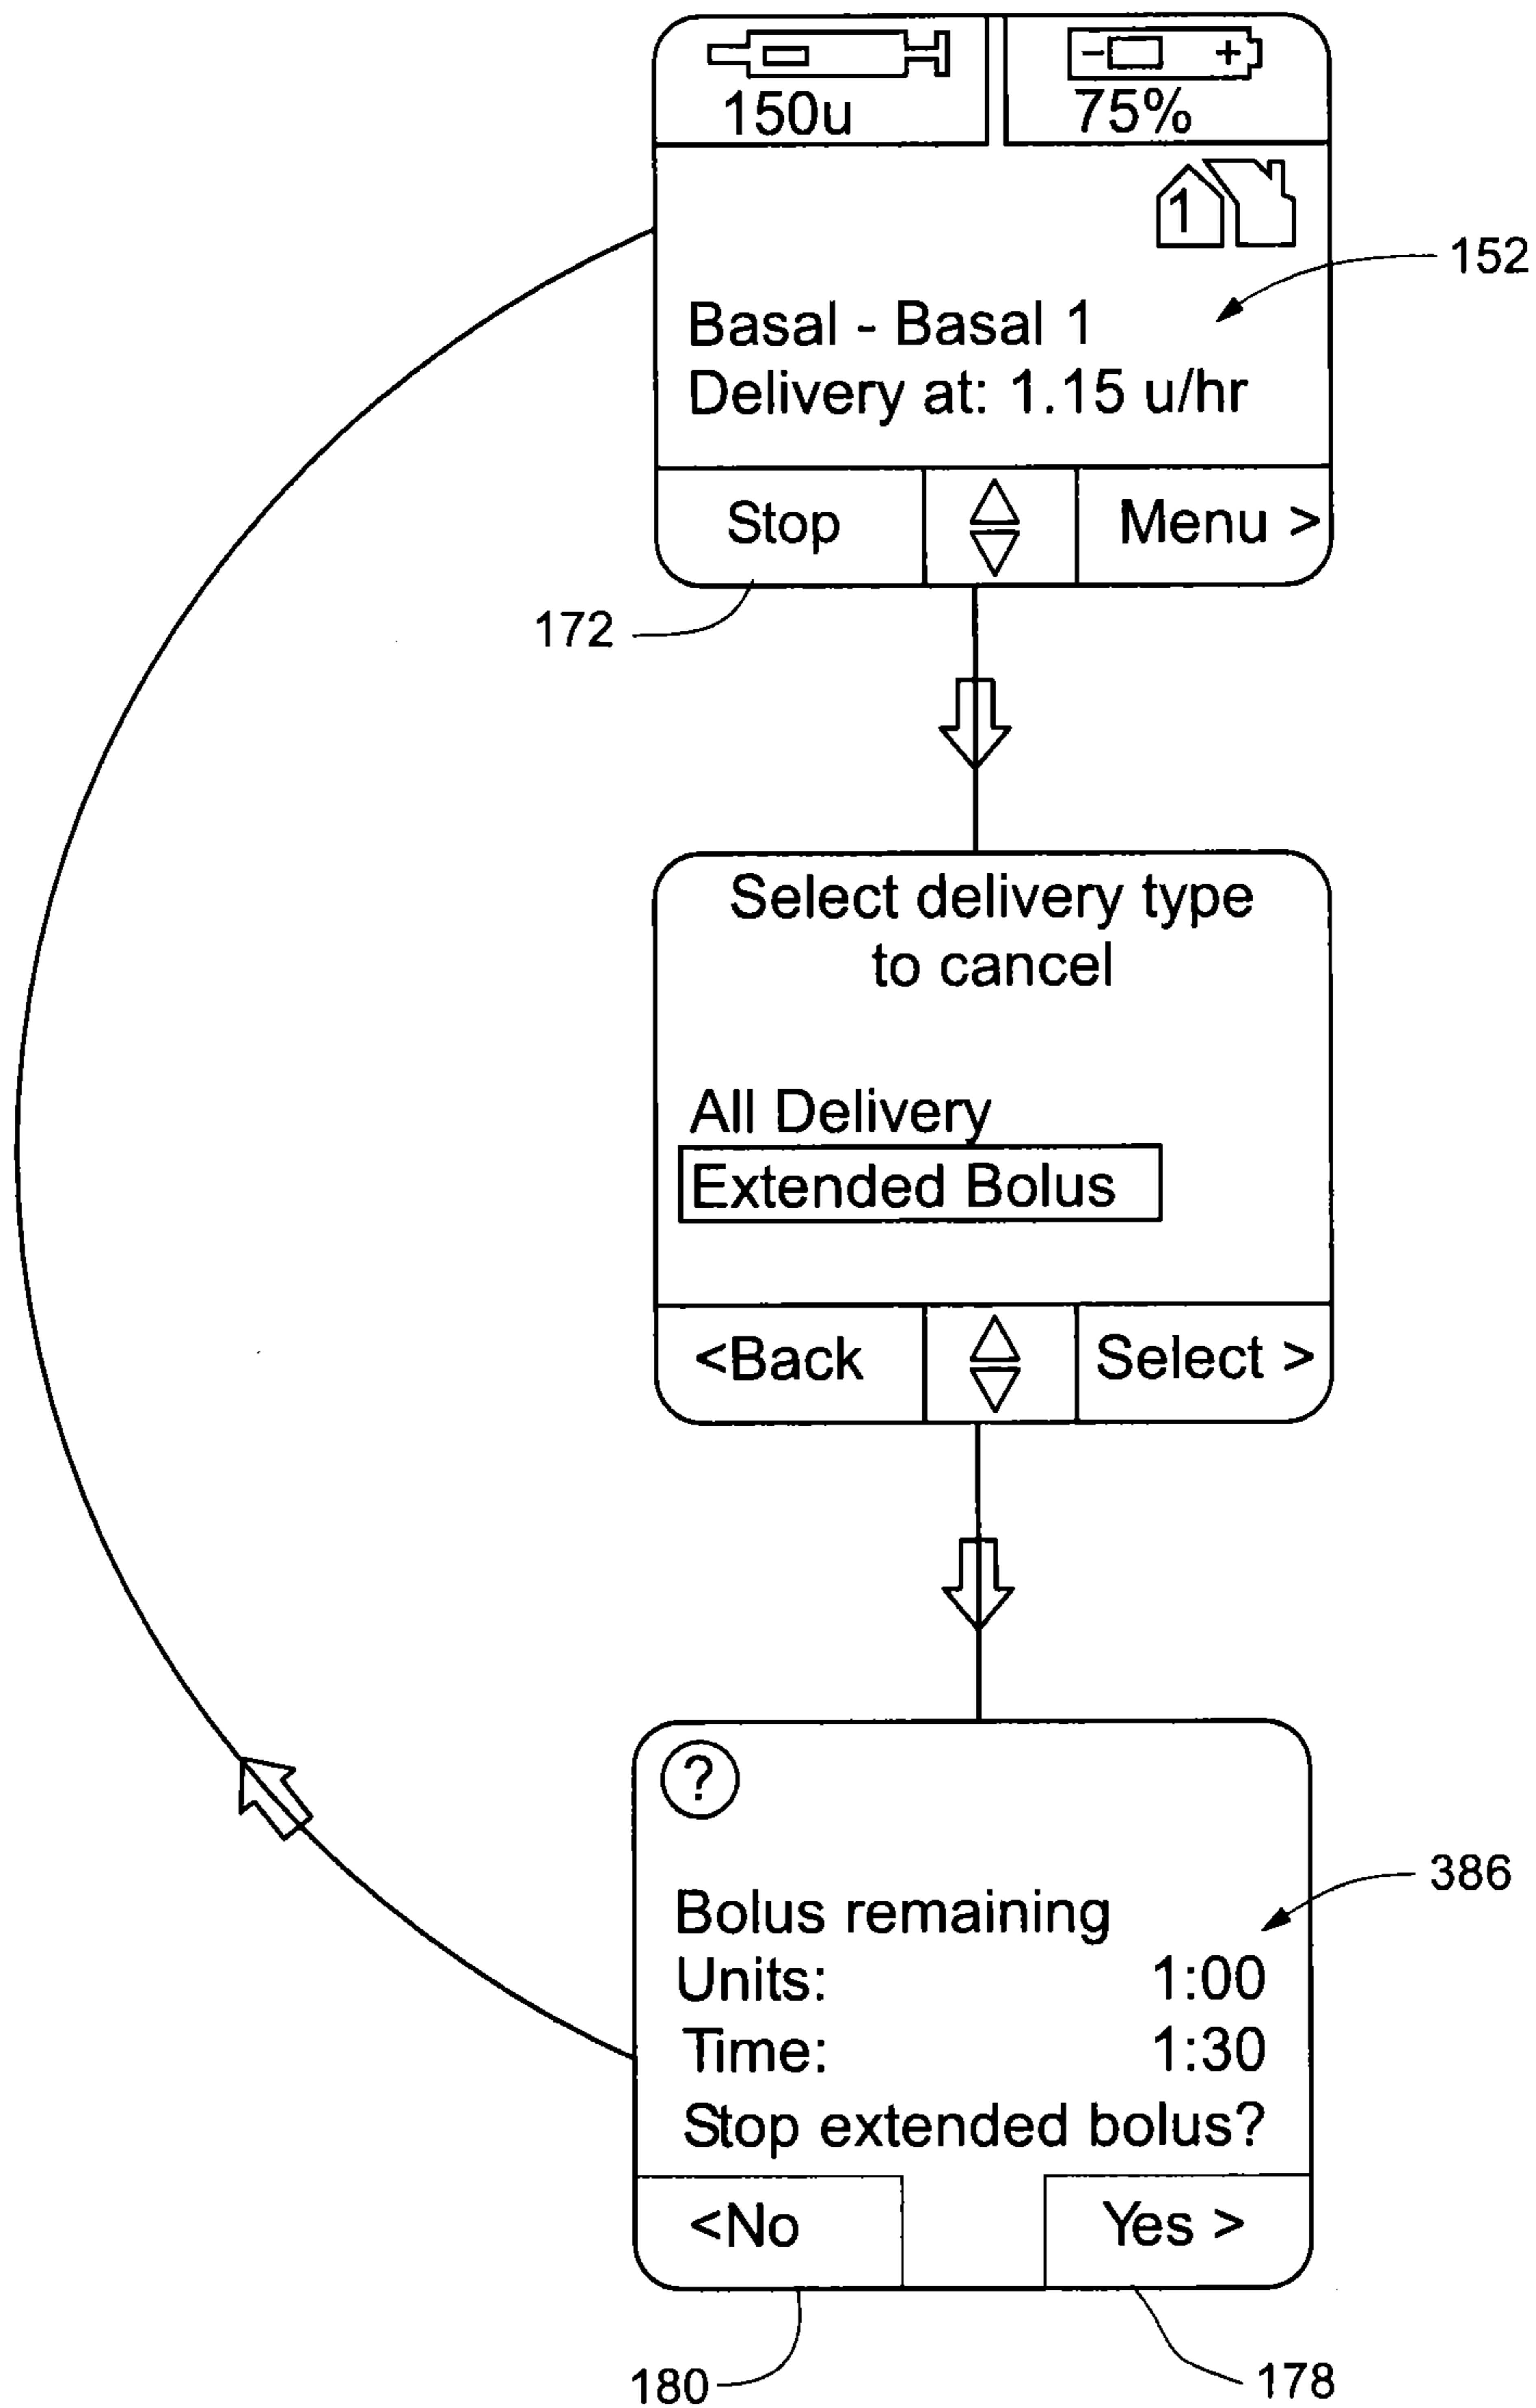 150u
- +
75%
1
152
Basal - Basal 1
Delivery at: 1.15 u/hr
Stop
Menu >
172
Select delivery type
to cancel
All Delivery
Extended Bolus
<Back
Select >
?
386
Bolus remaining
Units: 1:00
Time: 1:30
Stop extended bolus?
<No
Yes >
180
178